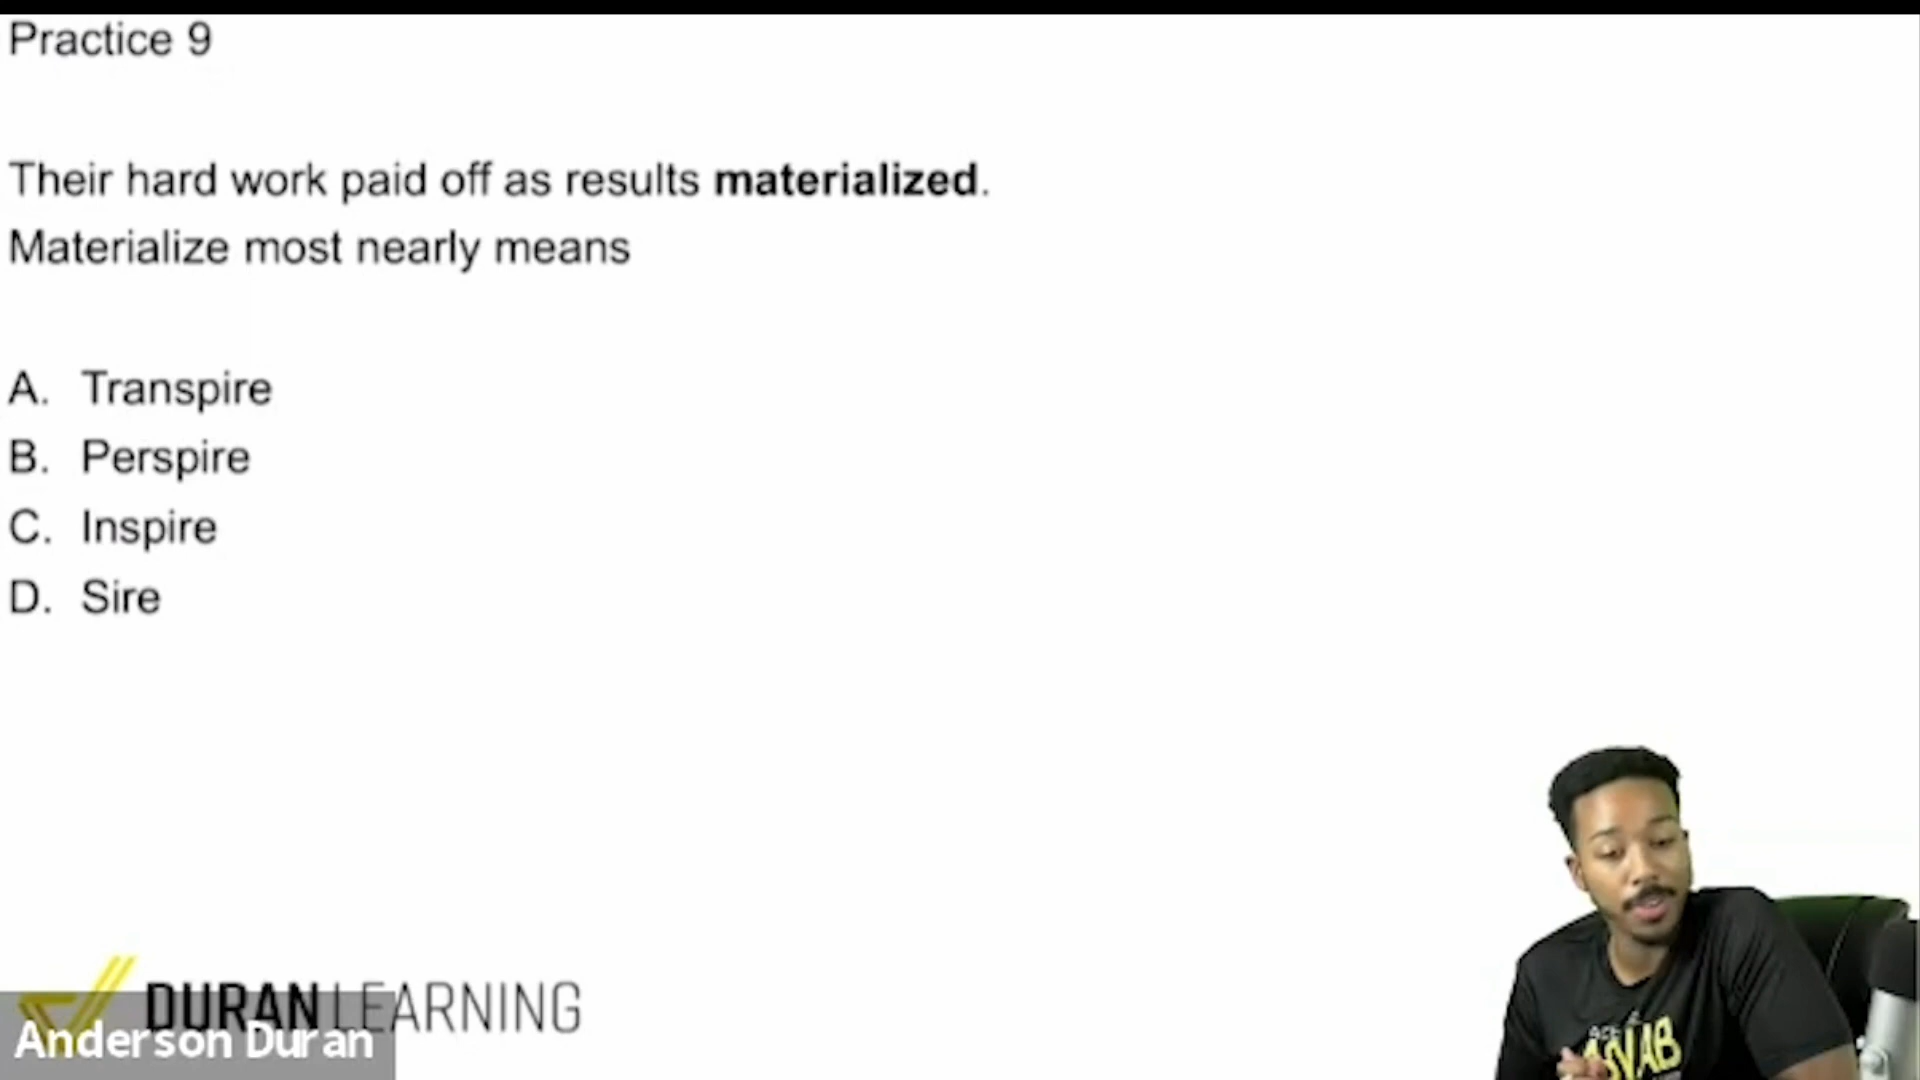 Practice 9
Their hard work paid off as results materialized.
Materialize most nearly means
A. Transpire
B. Perspire
C. Inspire
D. Sire
DURAN LEARNING
Anderson Duran
ASVAB